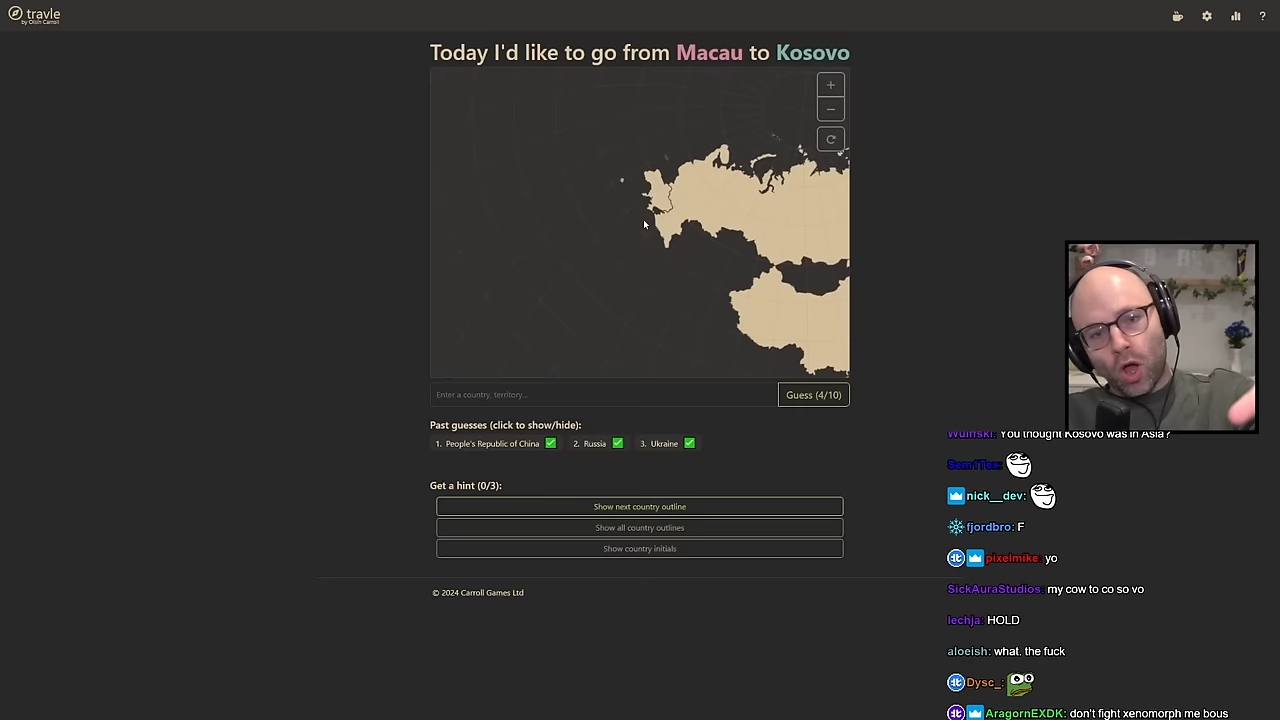 travle
by Oisín Carroll
?
Today I'd like to go from Macau to Kosovo
+
−
Enter a country, territory...
Guess (4/10)
Past guesses (click to show/hide):
1. People's Republic of China
2. Russia
3. Ukraine
Get a hint (0/3):
Show next country outline
Show all country outlines
Show country initials
© 2024 Carroll Games Ltd
You thought Kosovo was in Asia?
Sem1Tex:
nick__dev:
fjordbro: F
pixelmike: yo
SickAuraStudios: my cow to co so vo
lechja: HOLD
aloeish: what. the fuck
Dysc_:
AragornEXDK: don't fight xenomorph me bous